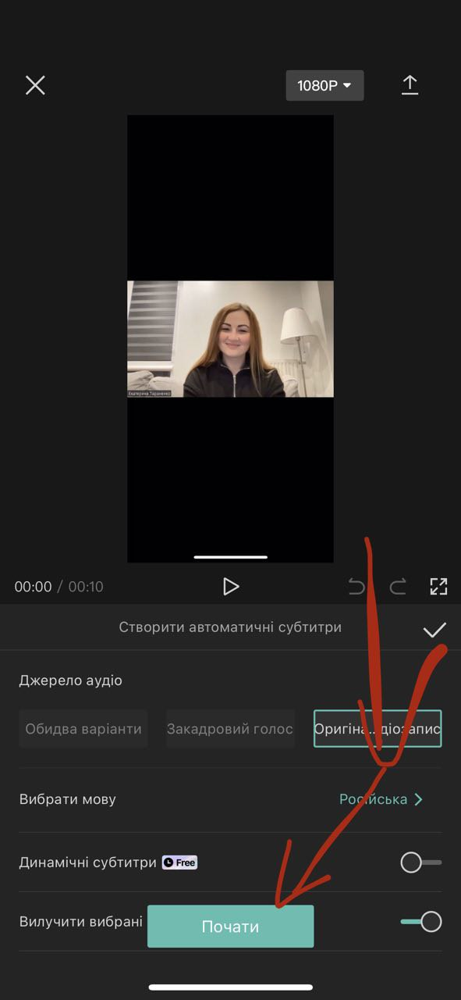 1080P
Екатерина Тараненко
00:00 / 00:10
Створити автоматичні субтитри
Джерело аудіо
Обидва варіанти
Закадровий голос
Оригіна...діозапис
Вибрати мову
Російська
Динамічні субтитри Free
Вилучити вибрані
Почати